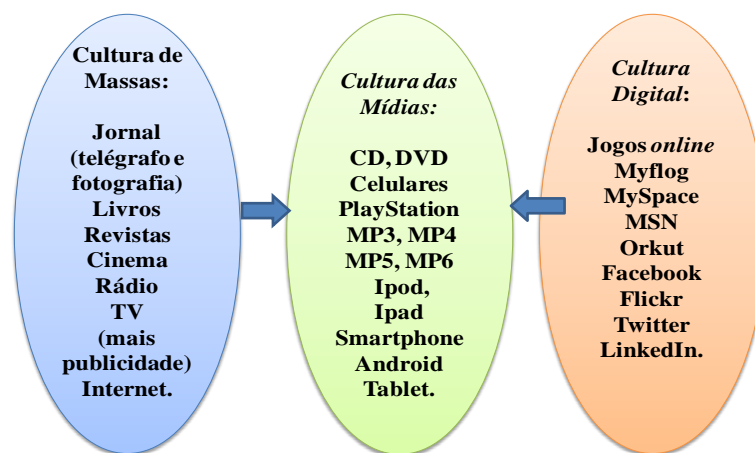 Cultura de
Massas:
Jornal
(telégrafo e
fotografia)
Livros
Revistas
Cinema
Rádio
TV
(mais
publicidade)
Internet.
Cultura das
Mídias:
CD, DVD
Celulares
PlayStation
MP3, MP4
MP5, MP6
Ipod,
Ipad
Smartphone
Android
Tablet.
Cultura
Digital:
Jogos online
Myflog
MySpace
MSN
Orkut
Facebook
Flickr
Twitter
LinkedIn.